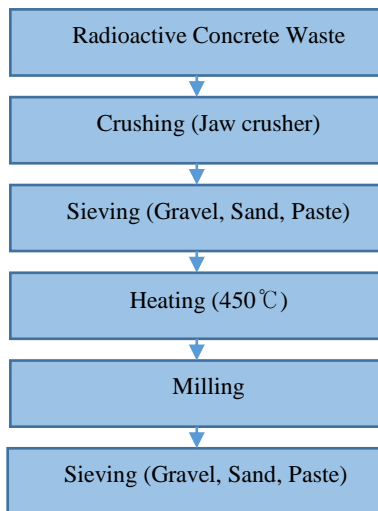 Radioactive Concrete Waste
Crushing (Jaw crusher)
Sieving (Gravel, Sand, Paste)
Heating (450℃)
Milling
Sieving (Gravel, Sand, Paste)